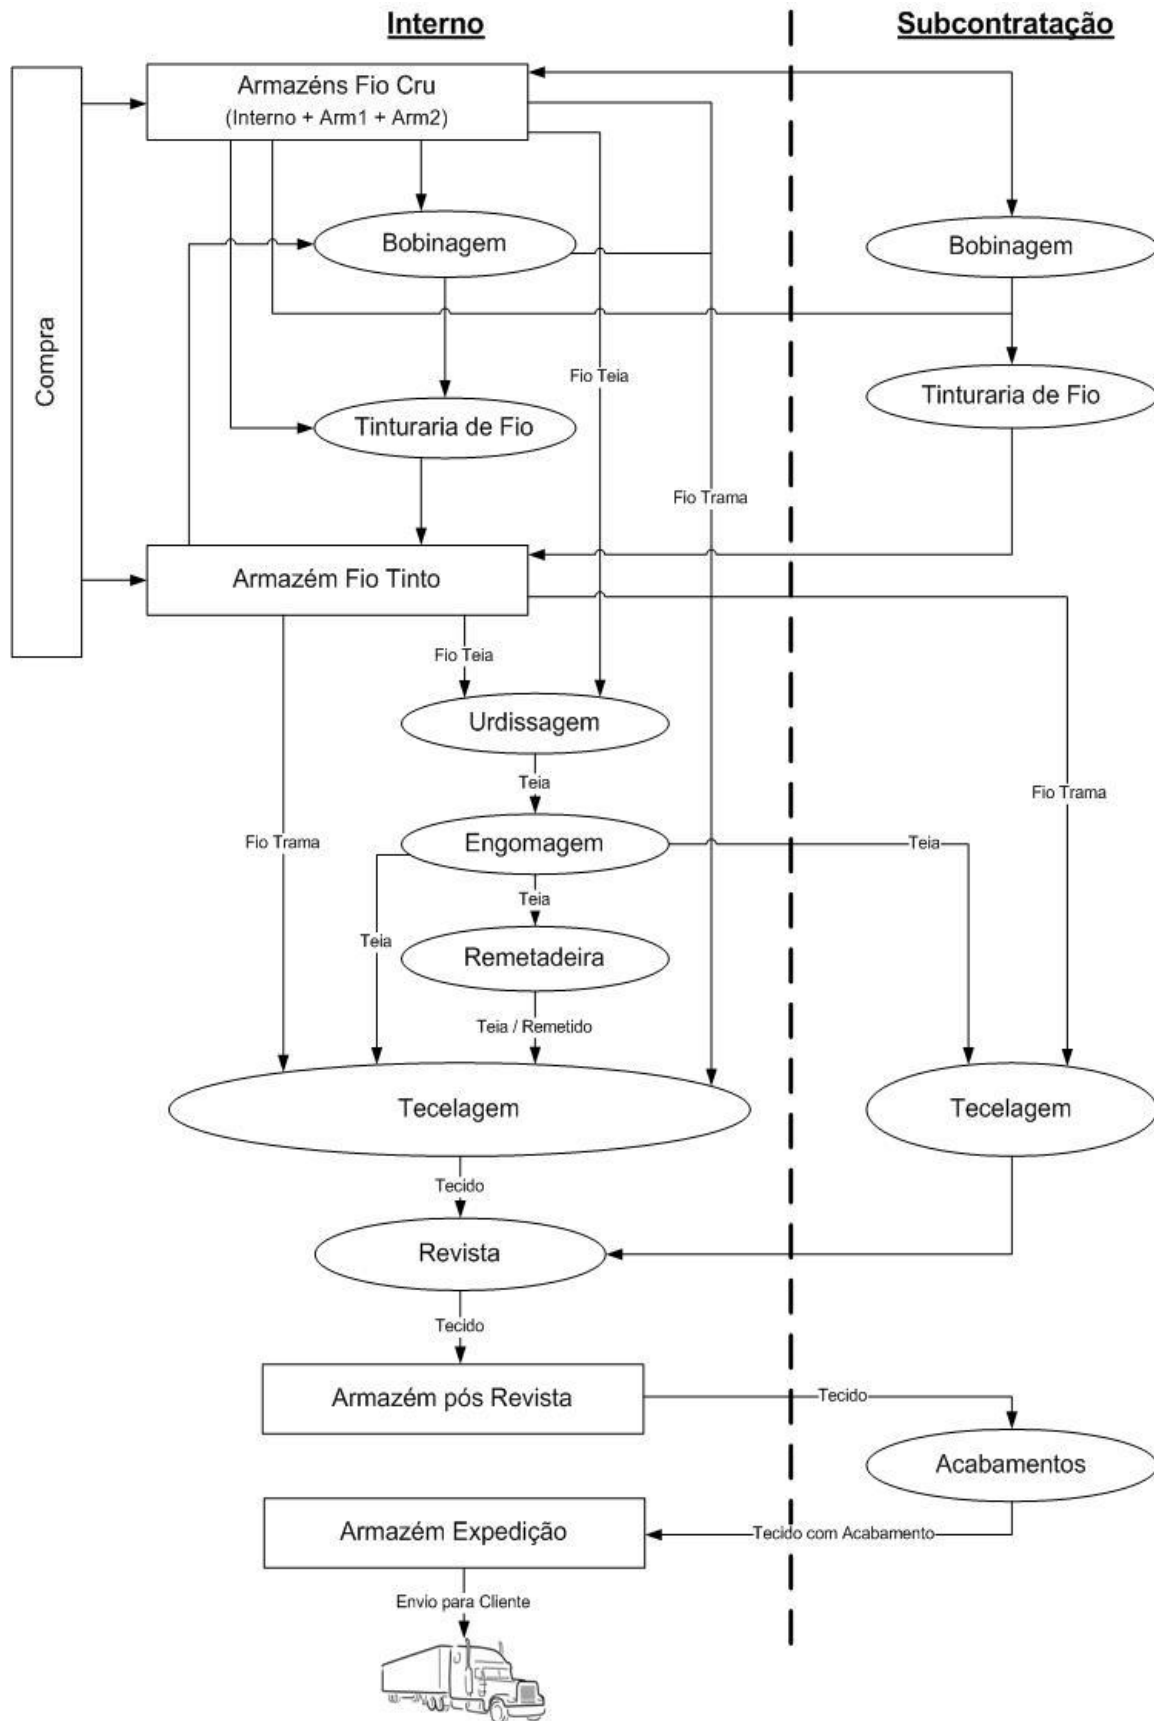 Interno
Subcontratação
Armazéns Fio Cru
(Interno + Arm1 + Arm2)
Bobinagem
Bobinagem
Compra
Fio Teia
Tinturaria de Fio
Tinturaria de Fio
Fio Trama
Armazém Fio Tinto
Fio Teia
Urdissagem
Teia
Fio Trama
Fio Trama
Engomagem
Teia
Teia
Teia
Remetadeira
Teia / Remetido
Tecelagem
Tecelagem
Tecido
Revista
Tecido
Armazém pós Revista
Tecido
Acabamentos
Armazém Expedição
Tecido com Acabamento
Envio para Cliente